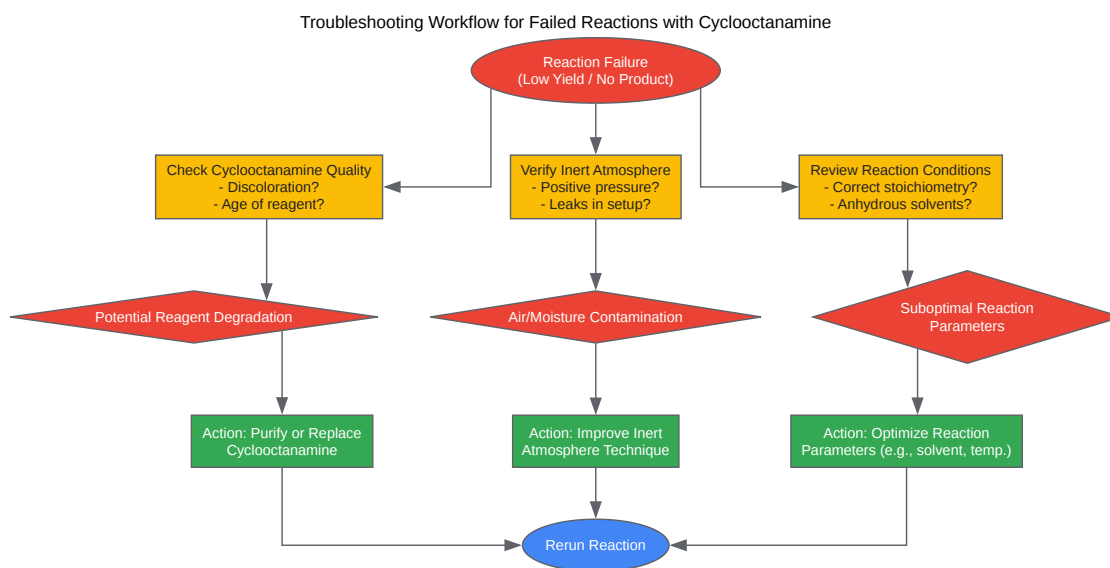 Troubleshooting Workflow for Failed Reactions with Cyclooctanamine
Reaction Failure
(Low Yield / No Product)
Check Cyclooctanamine Quality
- Discoloration?
- Age of reagent?
Verify Inert Atmosphere
- Positive pressure?
- Leaks in setup?
Review Reaction Conditions
- Correct stoichiometry?
- Anhydrous solvents?
Potential Reagent Degradation
Air/Moisture Contamination
Suboptimal Reaction
Parameters
Action: Purify or Replace
Cyclooctanamine
Action: Improve Inert
Atmosphere Technique
Action: Optimize Reaction
Parameters (e.g., solvent, temp.)
Rerun Reaction